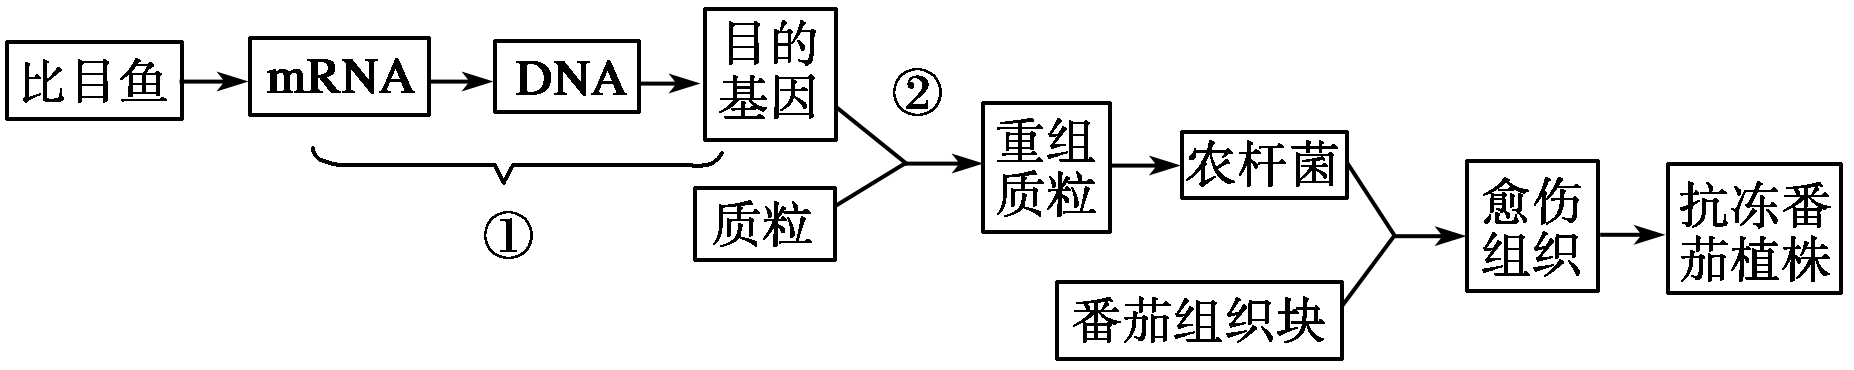 比目鱼
mRNA
DNA
目的
基因
①
质粒
②
重组
质粒
农杆菌
番茄组织块
愈伤
组织
抗冻番
茄植株